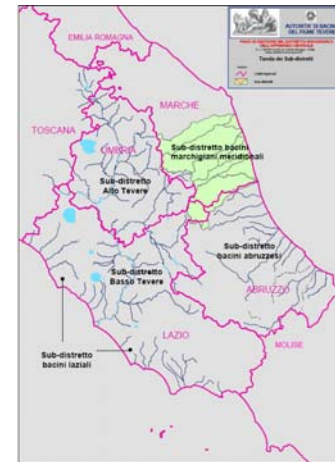 AUTORITÀ DI BACINO
DEL FIUME TEVERE
Tavola dei Sub-distretti
EMILIA ROMAGNA
MARCHE
TOSCANA
UMBRIA
Sub-distretto bacini
marchigiani meridionali
Sub-distretto
Alto Tevere
Sub-distretto
bacini abruzzesi
Sub-distretto
Basso Tevere
ABRUZZO
LAZIO
MOLISE
Sub-distretto
bacini laziali